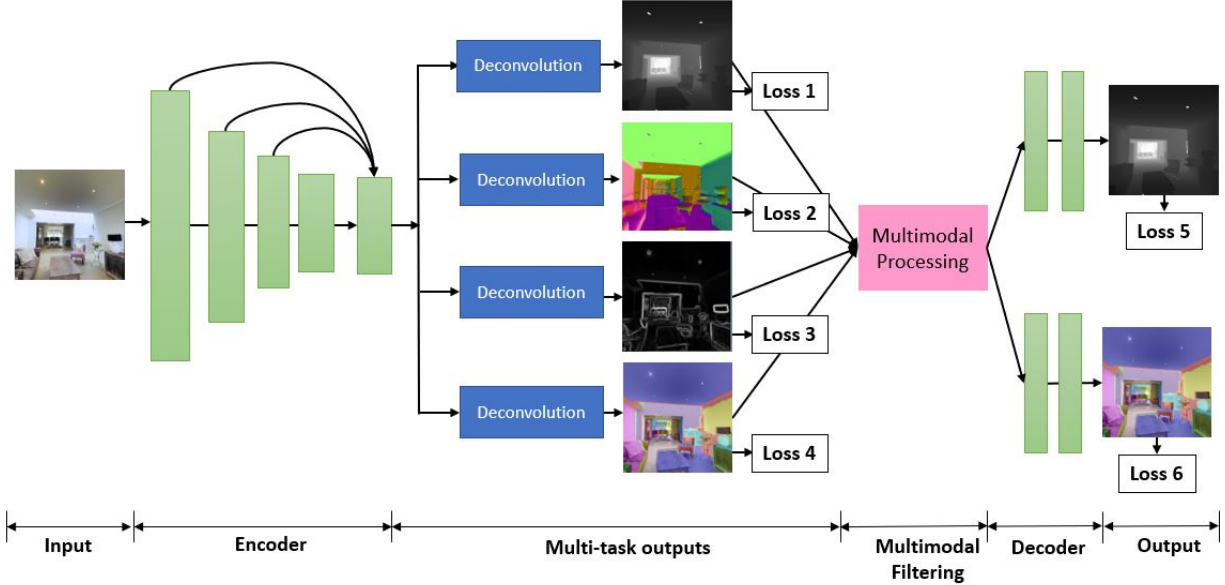 Deconvolution
Loss 1
Deconvolution
Loss 2
Deconvolution
Loss 3
Deconvolution
Loss 4
Multimodal
Processing
Loss 5
Loss 6
Input
Encoder
Multi-task outputs
Multimodal
Filtering
Decoder
Output